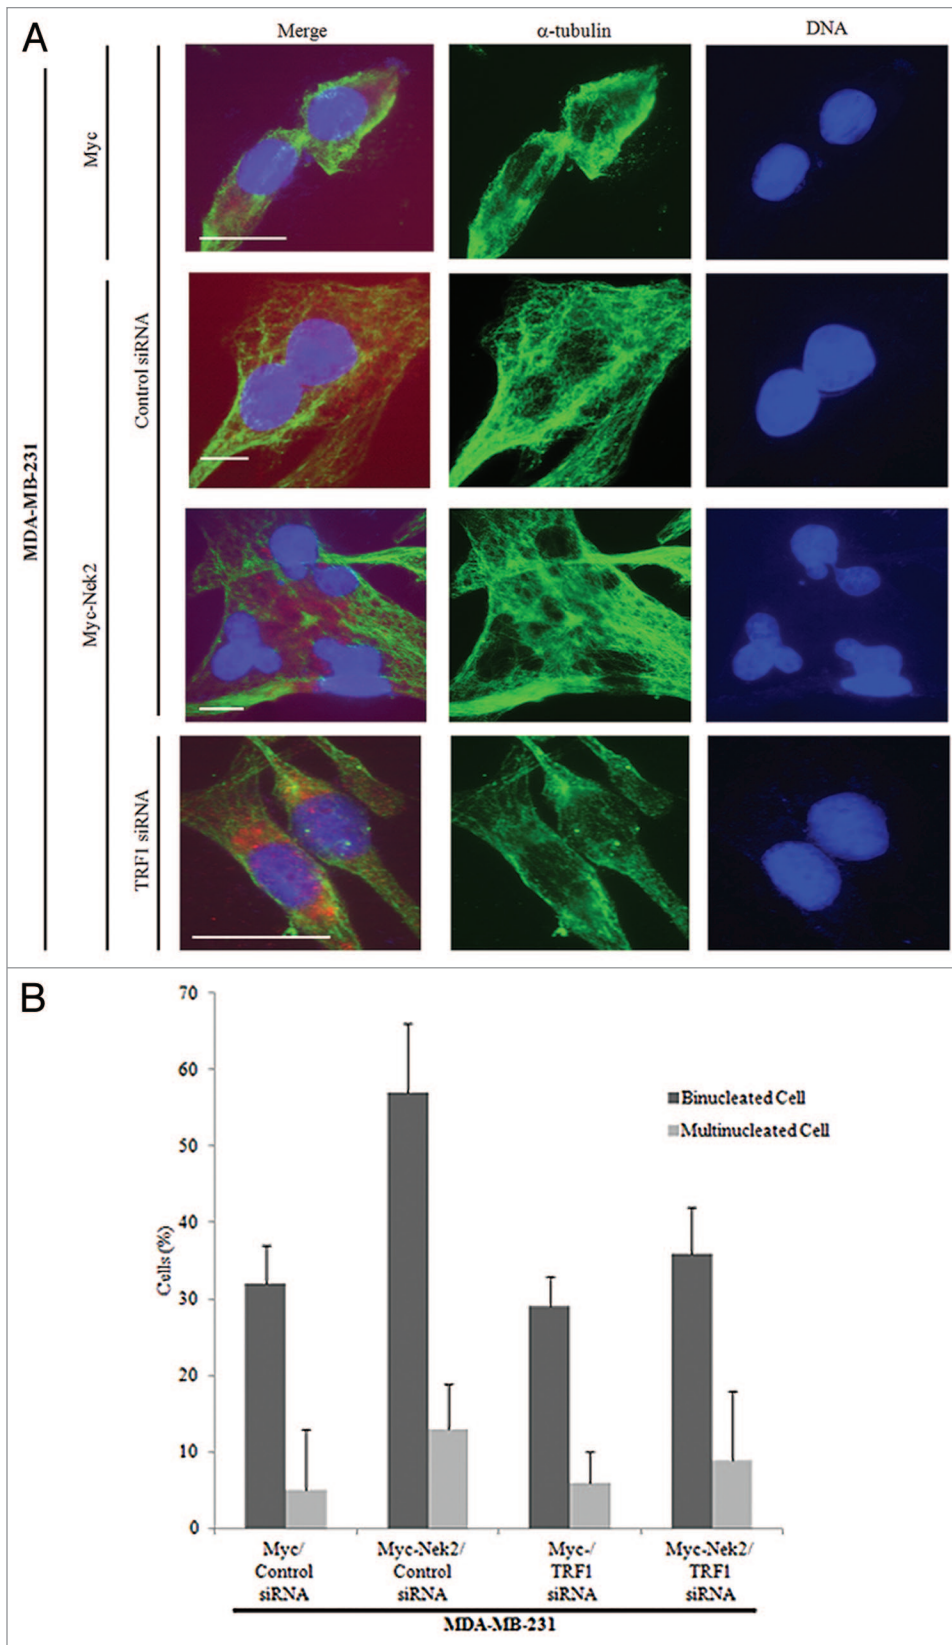 A
Merge
α-tubulin
DNA
MDA-MB-231
Myc
Myc-Nek2
Control siRNA
TRF1 siRNA
B
70
60
50
40
30
20
10
0
Cells (%)
Binucleated Cell
Multinucleated Cell
Myc/
Control
siRNA
Myc-Nek2/
Control
siRNA
Myc-/
TRF1
siRNA
Myc-Nek2/
TRF1
siRNA
MDA-MB-231